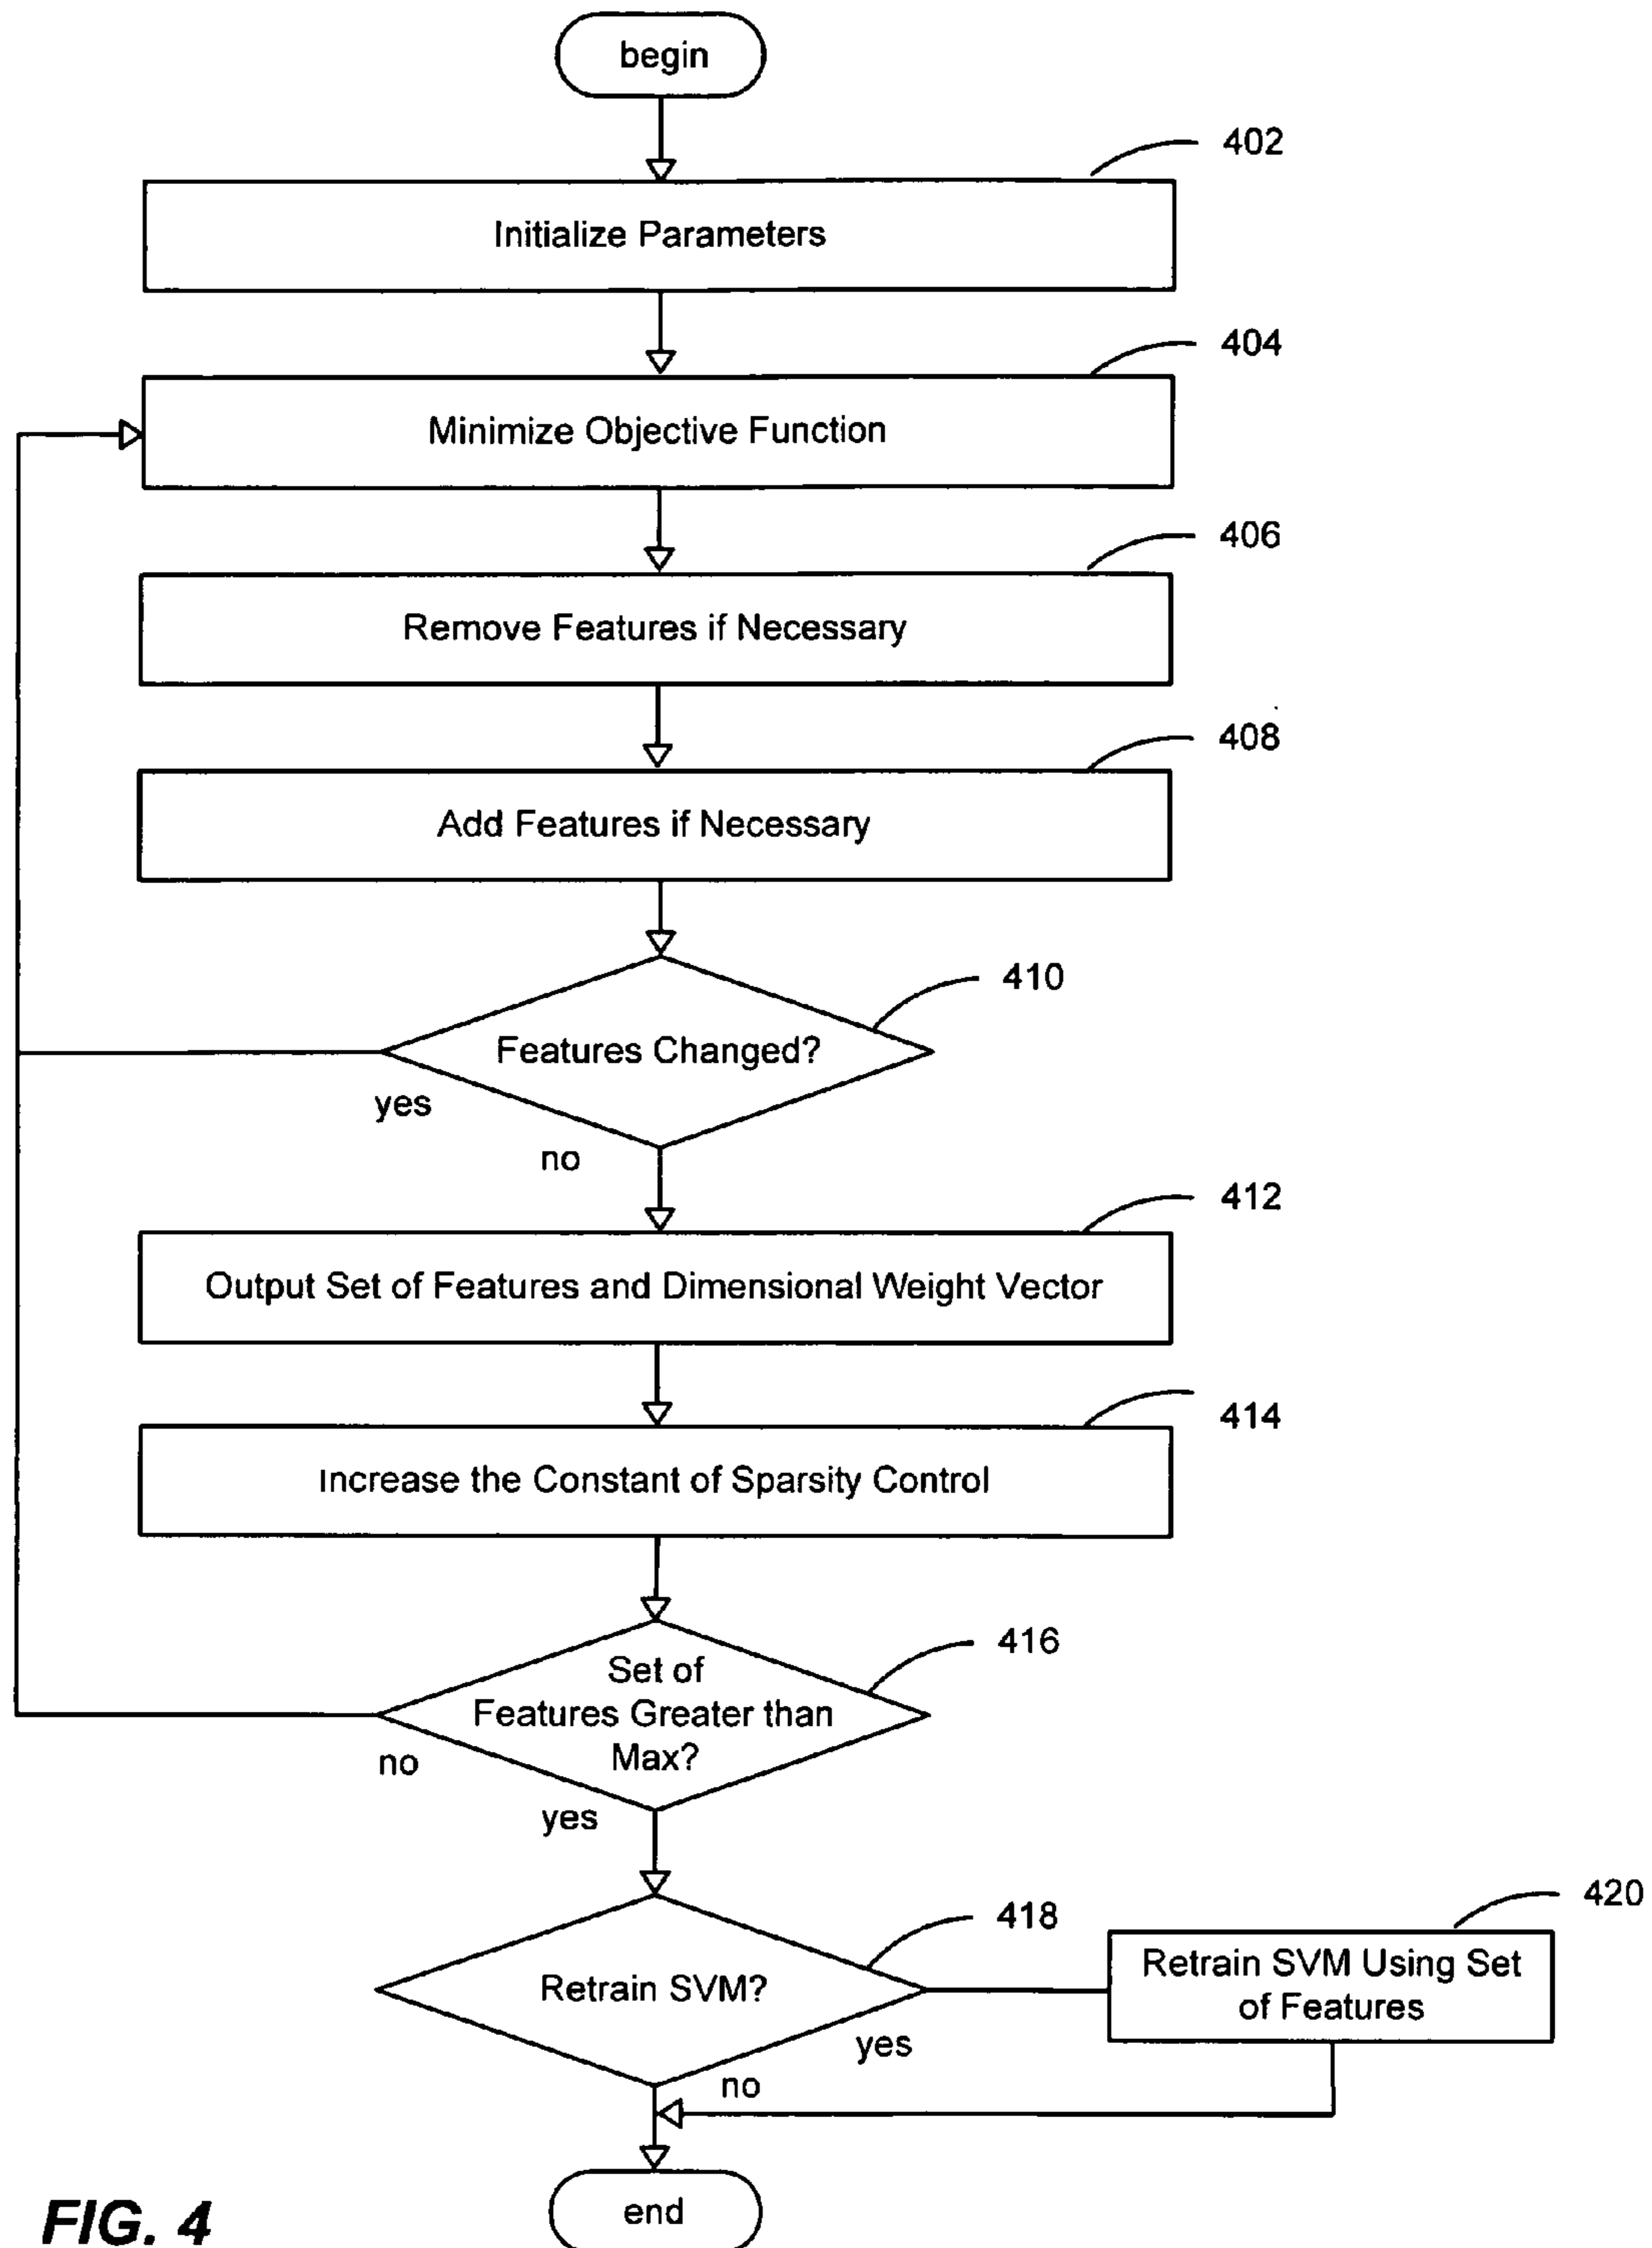 begin
402
Initialize Parameters
404
Minimize Objective Function
406
Remove Features if Necessary
408
Add Features if Necessary
410
Features Changed?
yes
no
412
Output Set of Features and Dimensional Weight Vector
414
Increase the Constant of Sparsity Control
416
Set of
Features Greater than
Max?
no
yes
418
Retrain SVM?
420
Retrain SVM Using Set
of Features
yes
no
end
FIG. 4